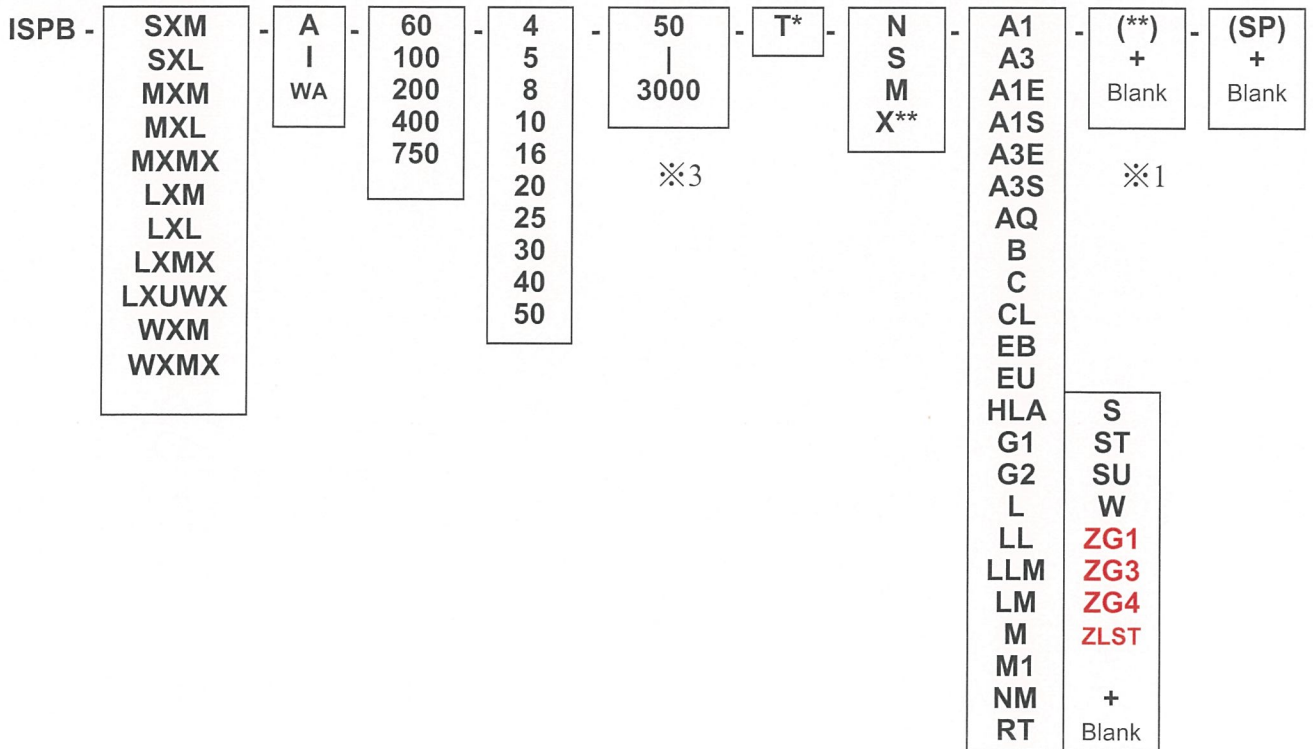 ISPB - SXM - A - 60 - 4 - 50 - T* - N - A1 - (**) - (SP)
SXL I 100 5 | S A3 + +
MXM WA 200 8 3000 M A1E Blank Blank
MXL 400 10 X** A1S
MXMX 750 16 ※3 A3E ※1
LXM 20 A3S
LXL 25 AQ
LXMX 30 B
LXUWX 40 C
WXM 50 CL
WXMX EB
EU
HLA S
G1 ST
G2 SU
L W
LL ZG1
LLM ZG3
LM ZG4
M ZLST
M1
NM +
RT Blank